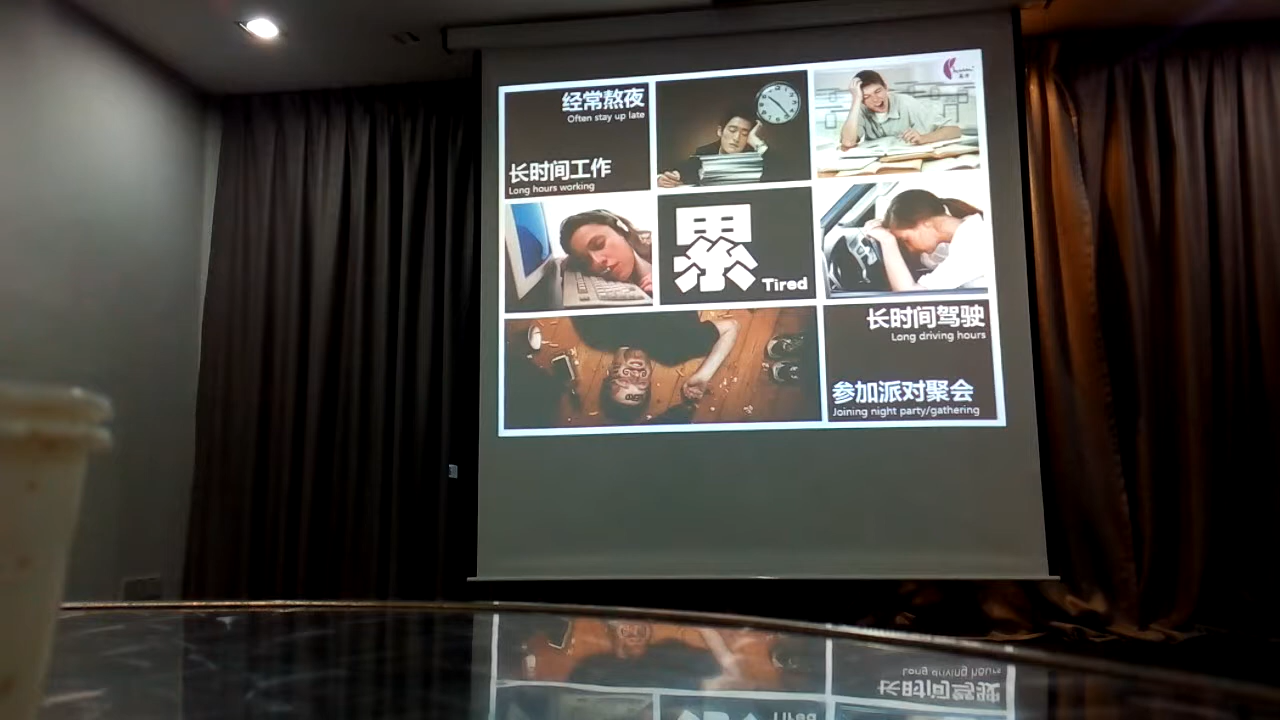 经常熬夜
Often stay up late
长时间工作
Long hours working
累
Tired
长时间驾驶
Long driving hours
参加派对聚会
Joining night party/gathering